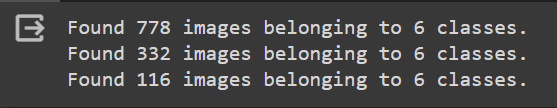 Found 778 images belonging to 6 classes.
Found 332 images belonging to 6 classes.
Found 116 images belonging to 6 classes.